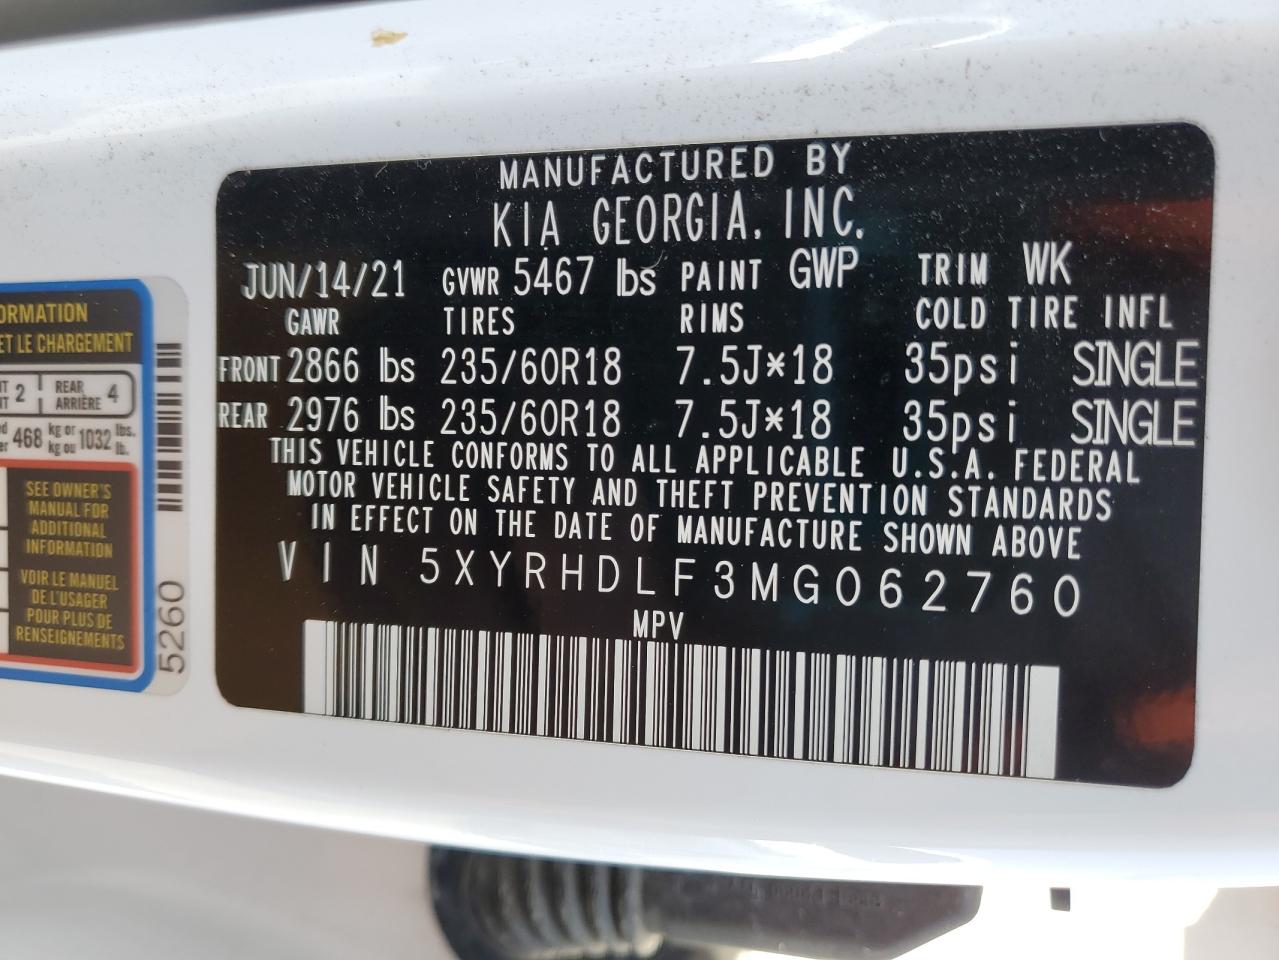 MANUFACTURED BY
KIA GEORGIA, INC.
JUN/14/21 GVWR 5467 lbs PAINT GWP TRIM WK
GAWR TIRES RIMS COLD TIRE INFL
FRONT 2866 lbs 235/60R18 7.5J*18 35psi SINGLE
REAR 2976 lbs 235/60R18 7.5J*18 35psi SINGLE
THIS VEHICLE CONFORMS TO ALL APPLICABLE U.S.A. FEDERAL
MOTOR VEHICLE SAFETY AND THEFT PREVENTION STANDARDS
IN EFFECT ON THE DATE OF MANUFACTURE SHOWN ABOVE
VIN 5XYRHDLF3MG062760
MPV
ORMATION
ET LE CHARGEMENT
2 REAR 4
ARRIÈRE
468 kg or 1032 lbs.
kg ou lb.
SEE OWNER'S
MANUAL FOR
ADDITIONAL
INFORMATION
VOIR LE MANUEL
DE L'USAGER
POUR PLUS DE
RENSEIGNEMENTS
5260